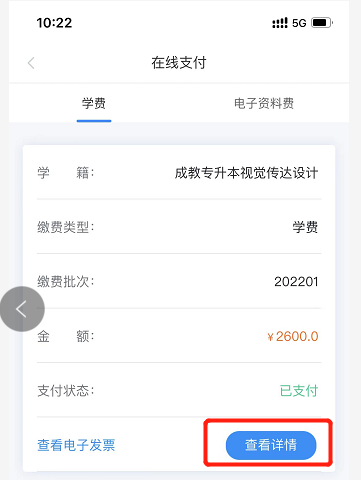 10:22 5G
在线支付
学费 电子资料费
学 籍： 成教专升本视觉传达设计
缴费类型： 学费
缴费批次： 202201
金 额： ¥2600.0
支付状态： 已支付
查看电子发票 查看详情